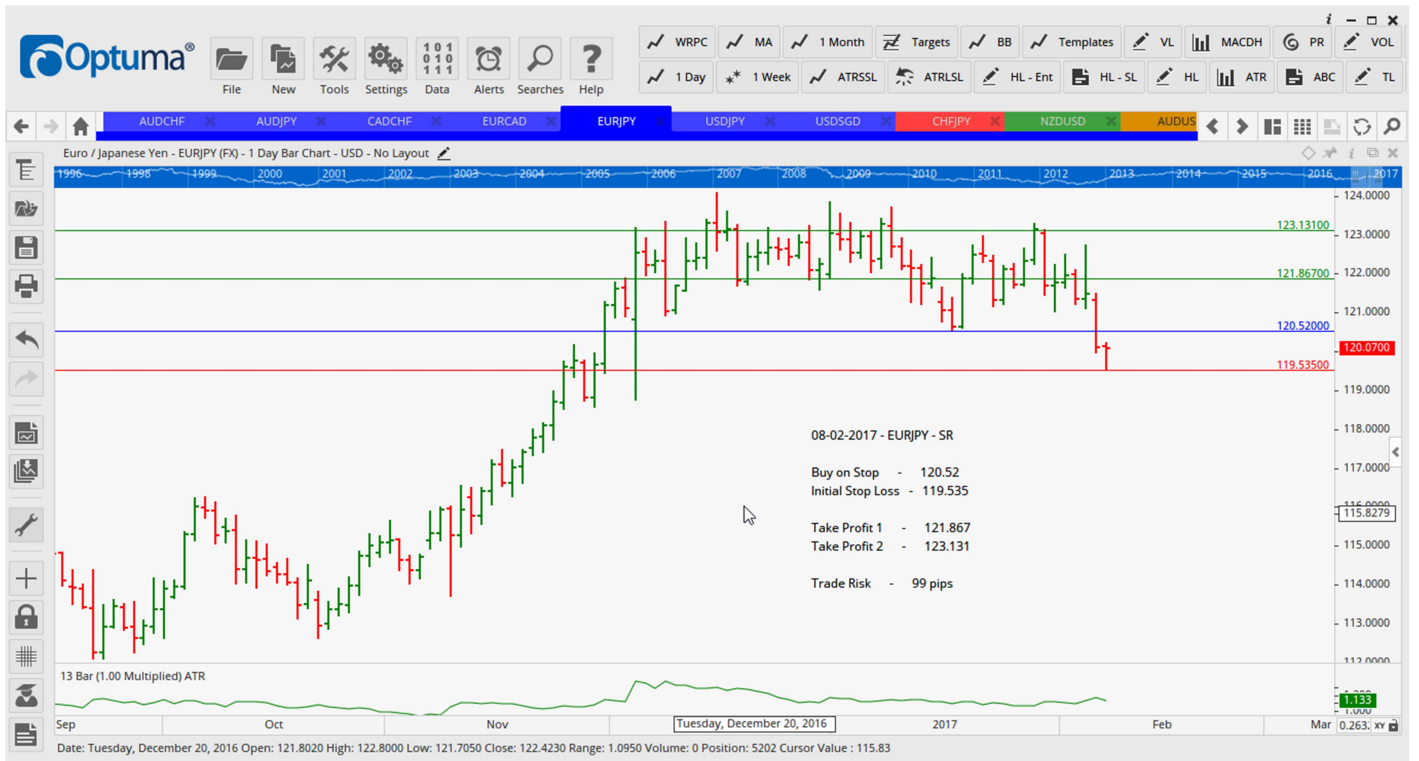 i
Optuma®
File New Tools Settings Data Alerts Searches Help
WRPC MA 1 Month Targets BB Templates VL MACDH PR VOL
1 Day 1 Week ATRSSL ATRLSL HL - Ent HL - SL HL ATR ABC TL
AUDCHF AUDJPY CADCHF EURCAD EURJPY USDJPY USDSGD CHFJPY NZDUSD AUDUS
Euro / Japanese Yen - EURJPY (FX) - 1 Day Bar Chart - USD - No Layout
1996 1998 1999 2000 2001 2002 2003 2004 2005 2006 2007 2008 2009 2010 2011 2012 2013 2014 2015 2016 2017
124.0000
123.13100
123.0000
122.0000
121.86700
121.0000
120.52000
120.0700
119.53500
119.0000
118.0000
117.0000
116.0000
115.8279
115.0000
114.0000
113.0000
112.0000
08-02-2017 - EURJPY - SR
Buy on Stop - 120.52
Initial Stop Loss - 119.535
Take Profit 1 - 121.867
Take Profit 2 - 123.131
Trade Risk - 99 pips
13 Bar (1.00 Multiplied) ATR
1.133
1.000
Sep Oct Nov Tuesday, December 20, 2016 2017 Feb Mar 0.263 XY
Date: Tuesday, December 20, 2016 Open: 121.8020 High: 122.8000 Low: 121.7050 Close: 122.4230 Range: 1.0950 Volume: 0 Position: 5202 Cursor Value : 115.83